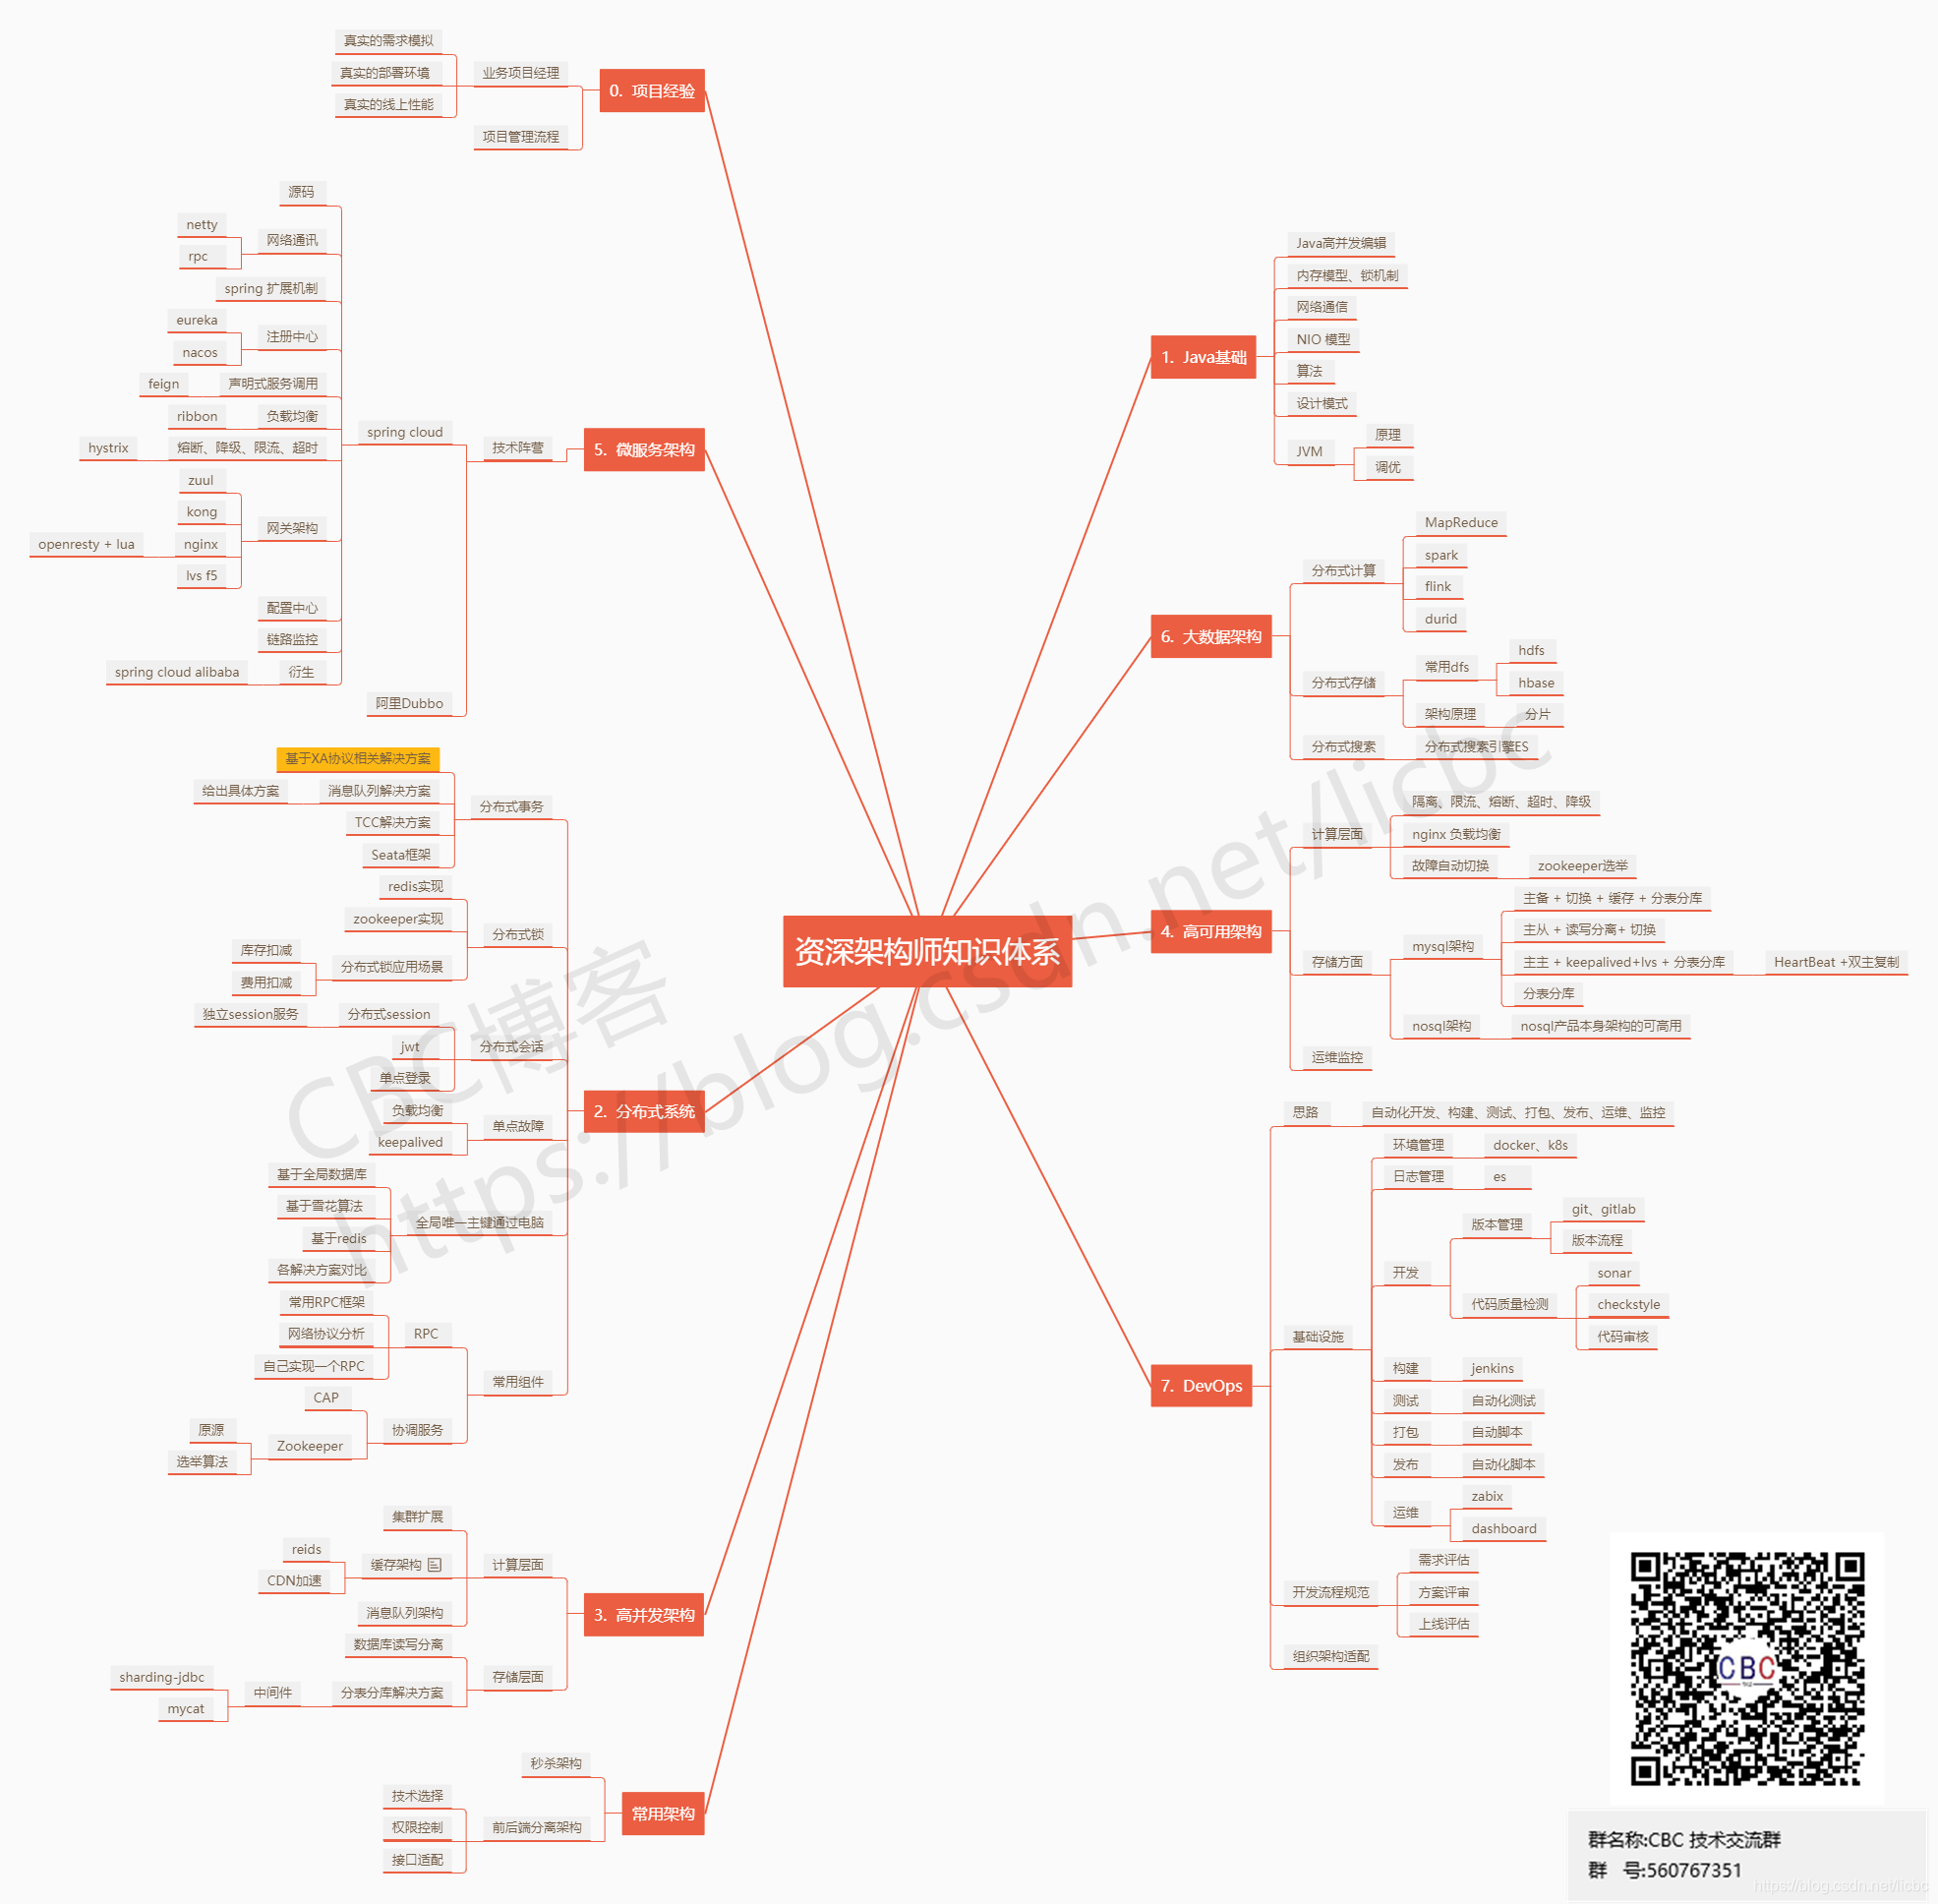 资深架构师知识体系
0. 项目经验
业务项目经理
真实的需求模拟
真实的部署环境
真实的线上性能
项目管理流程
5. 微服务架构
技术阵营
spring cloud
源码
网络通讯
netty
rpc
spring 扩展机制
注册中心
eureka
nacos
声明式服务调用
feign
负载均衡
ribbon
熔断、降级、限流、超时
hystrix
网关架构
zuul
kong
nginx
openresty + lua
lvs f5
配置中心
链路监控
衍生
spring cloud alibaba
阿里Dubbo
2. 分布式系统
分布式事务
基于XA协议相关解决方案
消息队列解决方案
给出具体方案
TCC解决方案
Seata框架
分布式锁
redis实现
zookeeper实现
分布式锁应用场景
库存扣减
费用扣减
分布式会话
分布式session
独立session服务
jwt
单点登录
单点故障
负载均衡
keepalived
全局唯一主键通过电脑
基于全局数据库
基于雪花算法
基于redis
各解决方案对比
常用组件
RPC
常用RPC框架
网络协议分析
自己实现一个RPC
协调服务
CAP
Zookeeper
原源
选举算法
3. 高并发架构
计算层面
集群扩展
缓存架构
reids
CDN加速
消息队列架构
存储层面
数据库读写分离
分表分库解决方案
中间件
sharding-jdbc
mycat
常用架构
秒杀架构
前后端分离架构
技术选择
权限控制
接口适配
1. Java基础
Java高并发编辑
内存模型、锁机制
网络通信
NIO 模型
算法
设计模式
JVM
原理
调优
6. 大数据架构
分布式计算
MapReduce
spark
flink
durid
分布式存储
常用dfs
hdfs
hbase
架构原理
分片
分布式搜索
分布式搜索引擎ES
4. 高可用架构
计算层面
隔离、限流、熔断、超时、降级
nginx 负载均衡
故障自动切换
zookeeper选举
存储方面
mysql架构
主备 + 切换 + 缓存 + 分表分库
主从 + 读写分离+ 切换
主主 + keepalived+lvs + 分表分库
HeartBeat +双主复制
分表分库
nosql架构
nosql产品本身架构的可高用
运维监控
7. DevOps
思路
自动化开发、构建、测试、打包、发布、运维、监控
基础设施
环境管理
docker、k8s
日志管理
es
开发
版本管理
git、gitlab
版本流程
代码质量检测
sonar
checkstyle
代码审核
构建
jenkins
测试
自动化测试
打包
自动脚本
发布
自动化脚本
运维
zabix
dashboard
开发流程规范
需求评估
方案评审
上线评估
组织架构适配
CBC博客
https://blog.csdn.net/licbc
CBC
群名称:CBC 技术交流群
群 号:560767351
https://blog.csdn.net/licbc